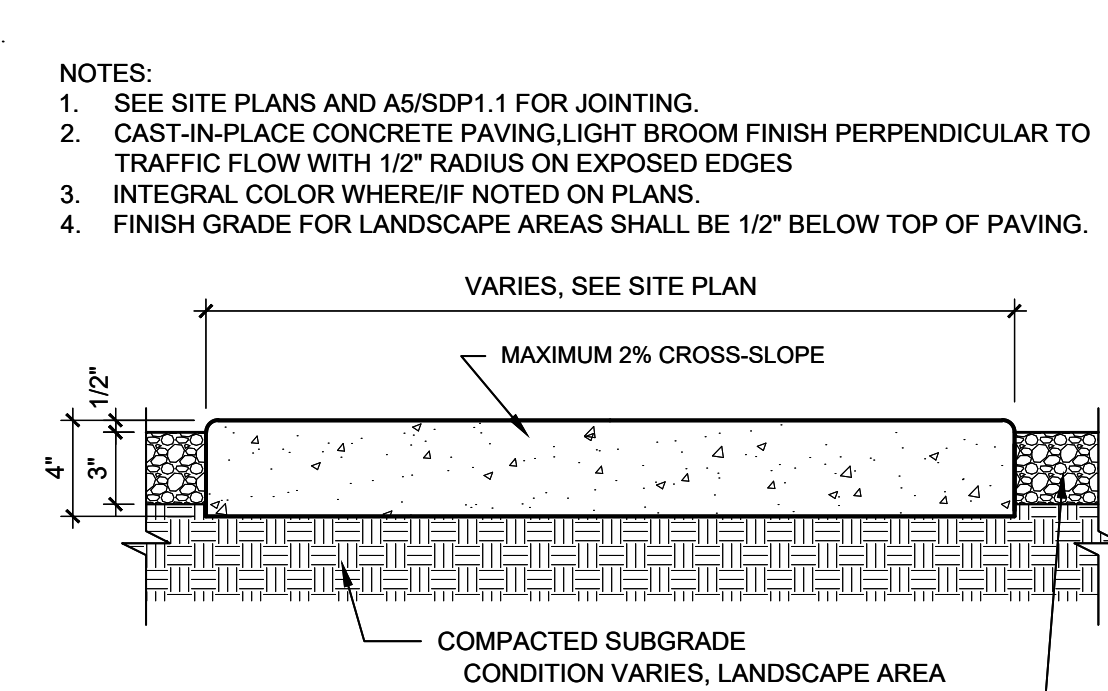 NOTES:
1. SEE SITE PLANS AND A5/SDP1.1 FOR JOINTING.
2. CAST-IN-PLACE CONCRETE PAVING,LIGHT BROOM FINISH PERPENDICULAR TO
TRAFFIC FLOW WITH 1/2" RADIUS ON EXPOSED EDGES
3. INTEGRAL COLOR WHERE/IF NOTED ON PLANS.
4. FINISH GRADE FOR LANDSCAPE AREAS SHALL BE 1/2" BELOW TOP OF PAVING.
VARIES, SEE SITE PLAN
MAXIMUM 2% CROSS-SLOPE
1/2"
4"
3"
COMPACTED SUBGRADE
CONDITION VARIES, LANDSCAPE AREA